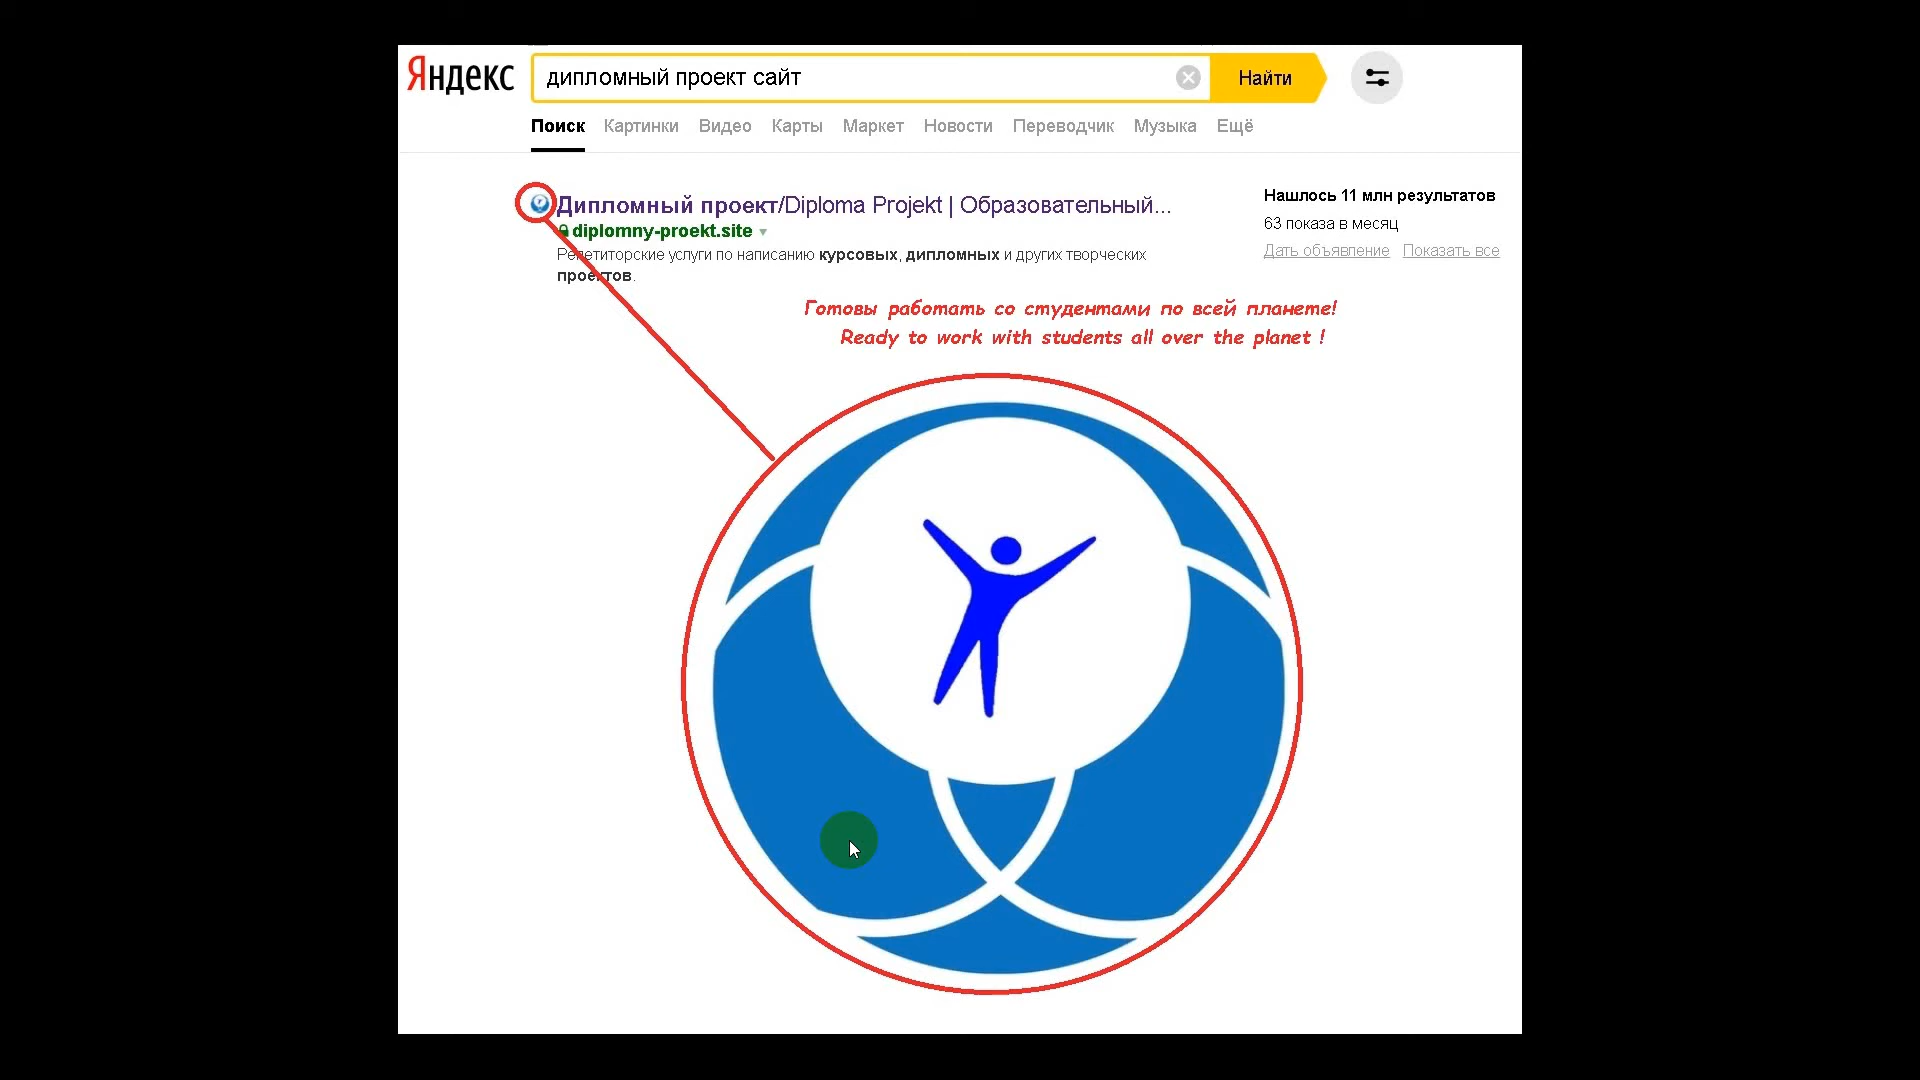 Яндекс
дипломный проект сайт
Найти
Поиск Картинки Видео Карты Маркет Новости Переводчик Музыка Ещё
Дипломный проект/Diploma Projekt | Образовательный...
diplomny-proekt.site
Репетиторские услуги по написанию курсовых, дипломных и других творческих
проектов.
Нашлось 11 млн результатов
63 показа в месяц
Дать объявление Показать все
Готовы работать со студентами по всей планете!
Ready to work with students all over the planet !